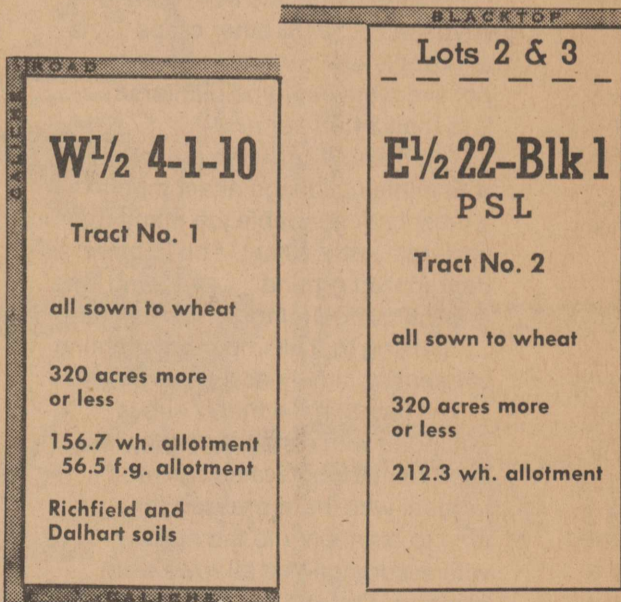 ROAD
CALICHE
W½ 4-1-10
Tract No. 1
all sown to wheat
320 acres more
or less
156.7 wh. allotment
56.5 f.g. allotment
Richfield and
Dalhart soils
CALICHE
BLACKTOP
Lots 2 & 3
E½ 22-Blk 1
PSL
Tract No. 2
all sown to wheat
320 acres more
or less
212.3 wh. allotment